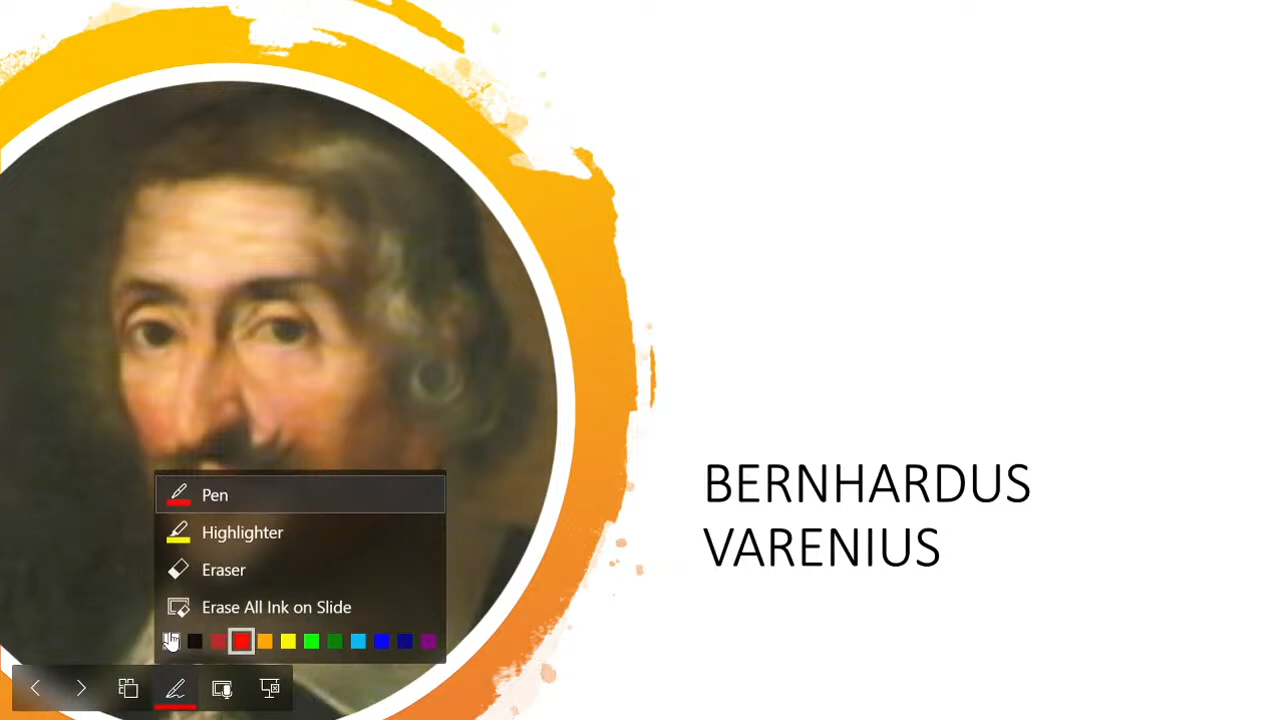 BERNHARDUS
VARENIUS
Pen
Highlighter
Eraser
Erase All Ink on Slide